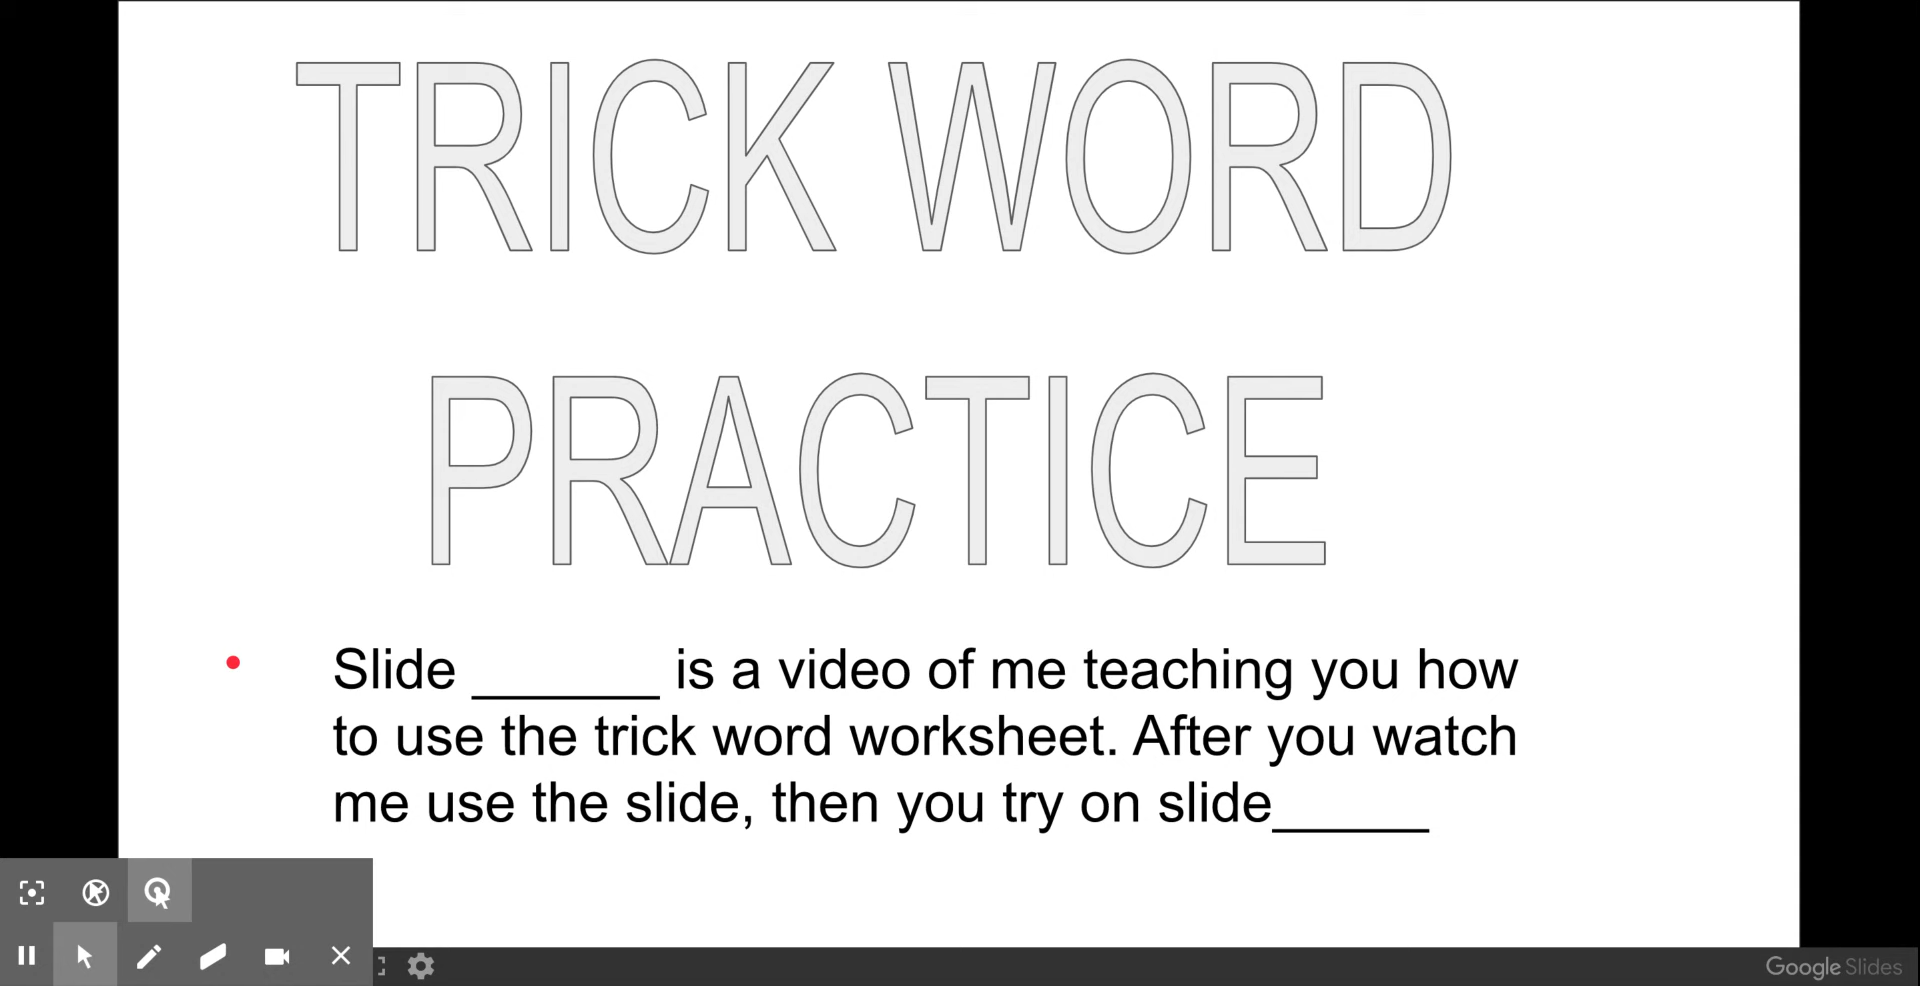 TRICK WORD
PRACTICE
Slide ______ is a video of me teaching you how
to use the trick word worksheet. After you watch
me use the slide, then you try on slide_____
Google Slides